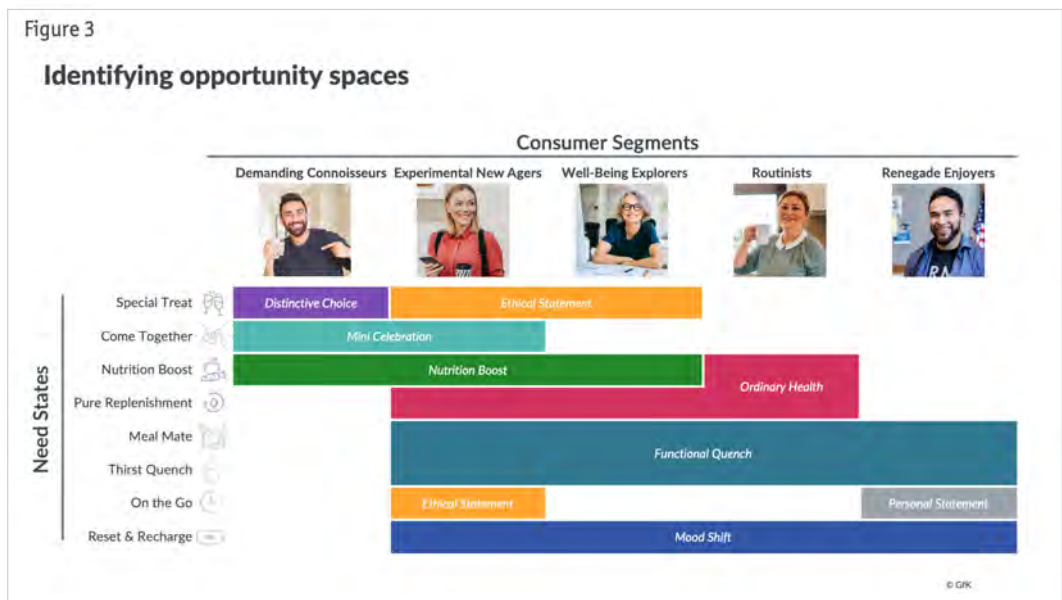 Figure 3
Identifying opportunity spaces
Consumer Segments
Demanding Connoisseurs Experimental New Agers Well-Being Explorers Routinists Renegade Enjoyers
Special Treat Distinctive Choice Ethical Statement
Come Together Mini Celebration
Nutrition Boost Nutrition Boost
Ordinary Health
Pure Replenishment
Meal Mate
Functional Quench
Thirst Quench
On the Go Ethical Statement Personal Statement
Reset & Recharge Mood Shift
Need States
© GfK